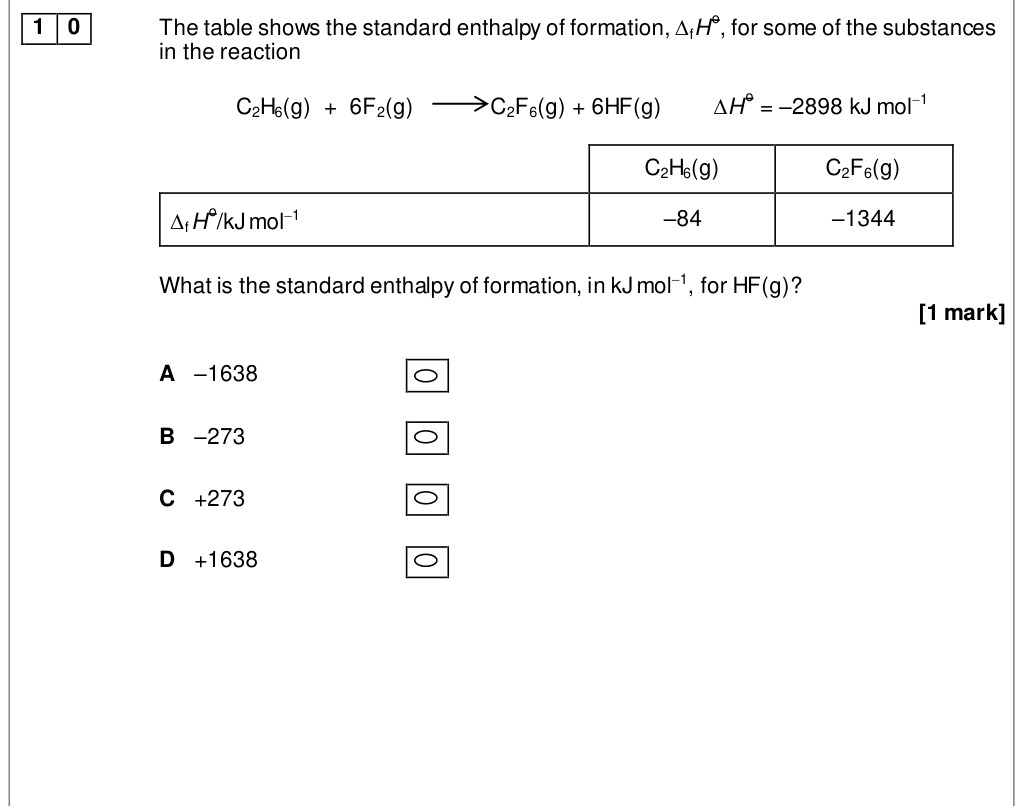 1 0
The table shows the standard enthalpy of formation, ΔfH⦵, for some of the substances
in the reaction
C₂H₆(g) + 6F₂(g) ⟶ C₂F₆(g) + 6HF(g) ΔH⦵ = –2898 kJ mol⁻¹
C₂H₆(g) C₂F₆(g)
ΔfH⦵/kJ mol⁻¹ –84 –1344
What is the standard enthalpy of formation, in kJ mol⁻¹, for HF(g)?
[1 mark]
A –1638
B –273
C +273
D +1638